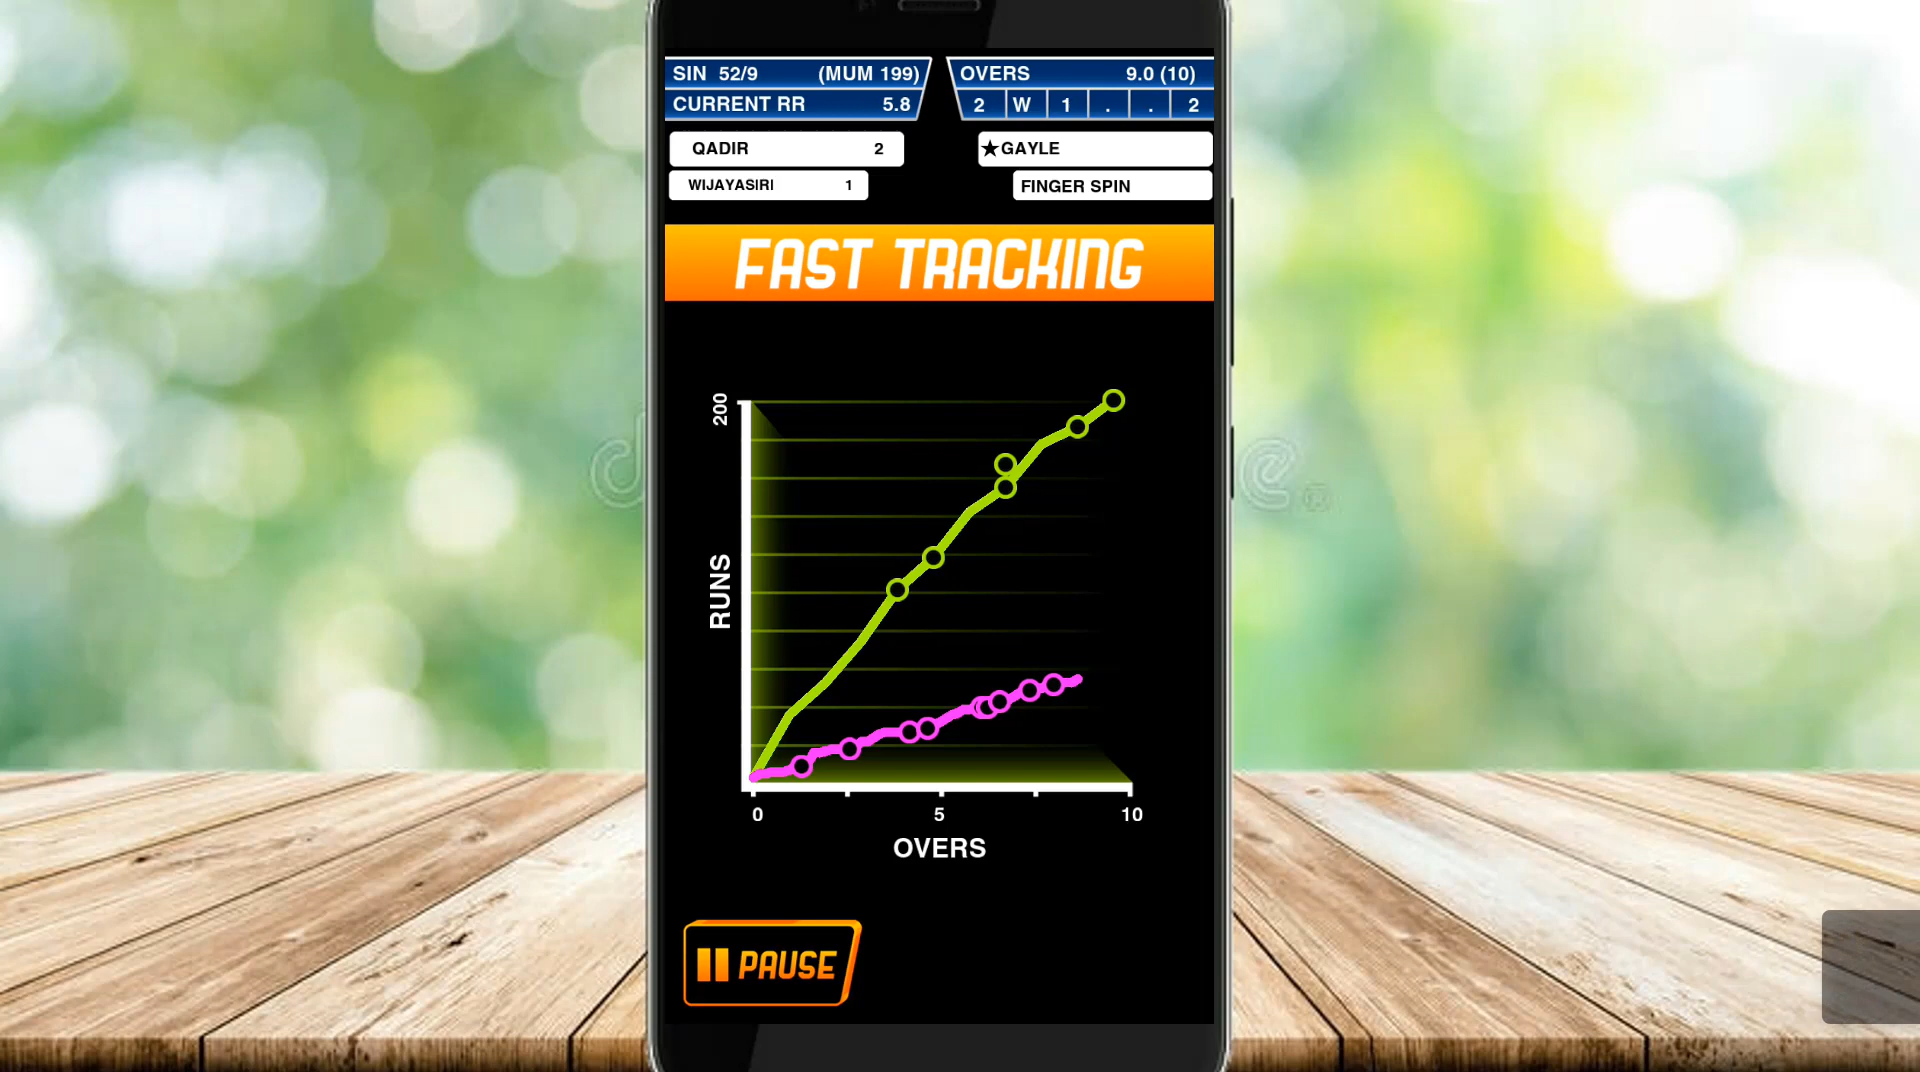 SIN 52/9 (MUM 199)
CURRENT RR 5.8
OVERS 9.0 (10)
2 W 1 . . 2
QADIR 2
★GAYLE
WIJAYASIRI 1
FINGER SPIN
FAST TRACKING
200
RUNS
0 5 10
OVERS
PAUSE